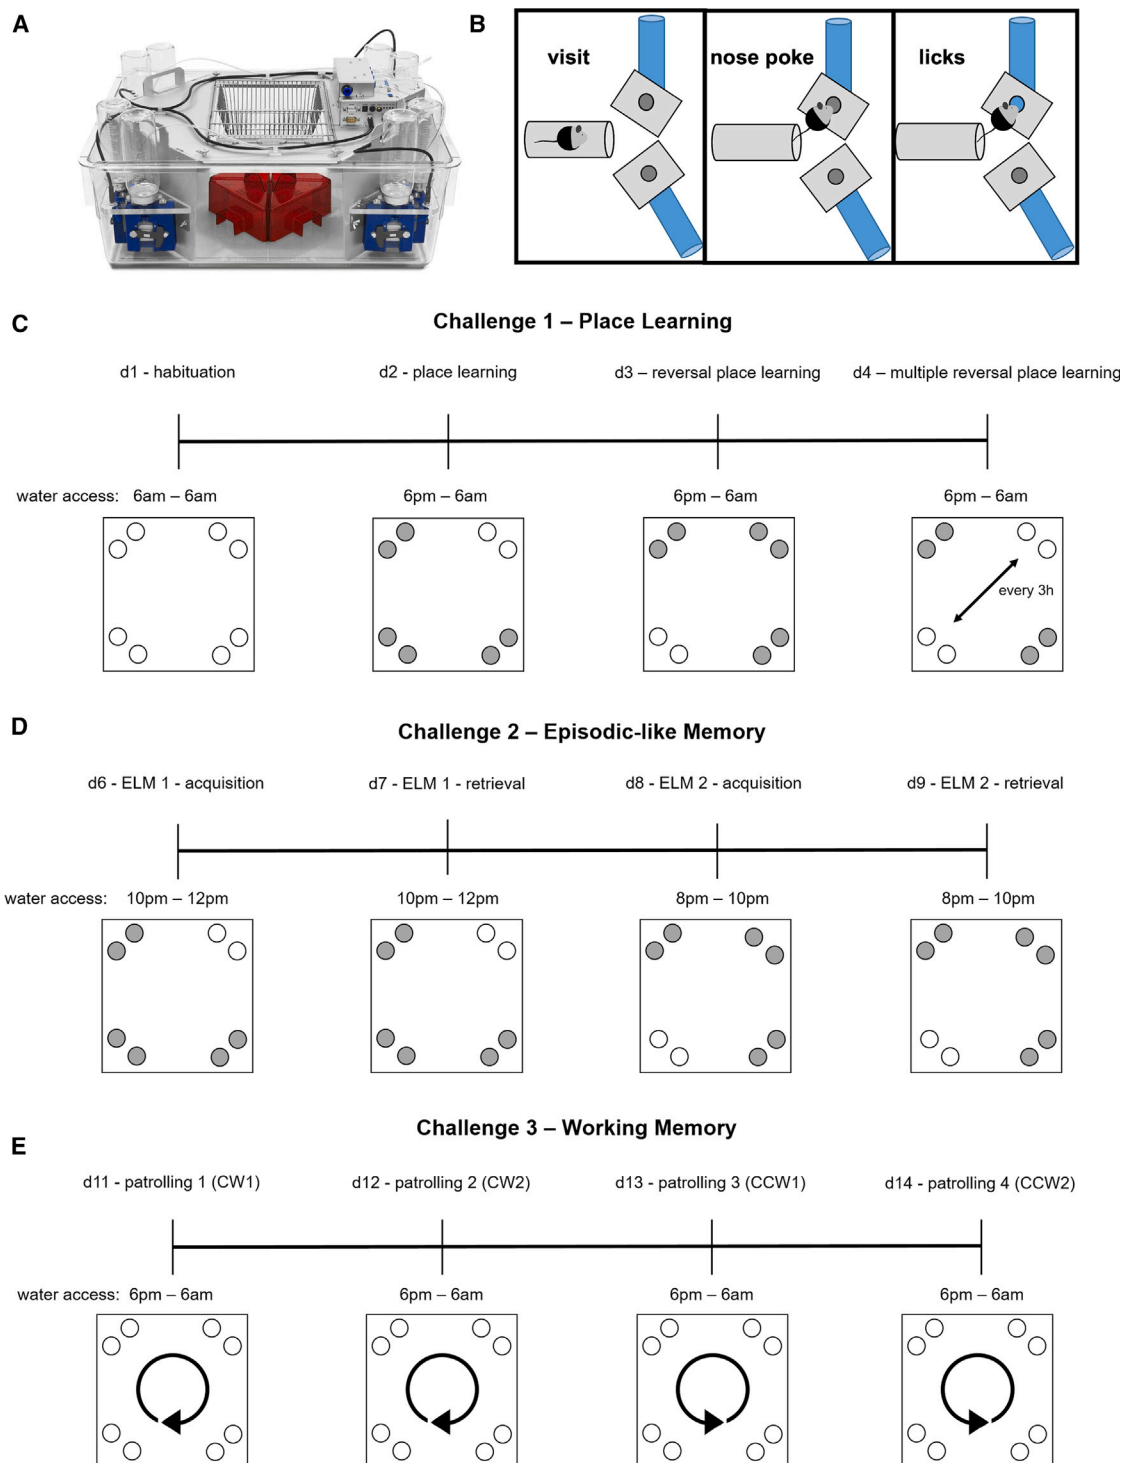 A
B
visit
nose poke
licks
C
Challenge 1 – Place Learning
d1 - habituation
d2 - place learning
d3 – reversal place learning
d4 – multiple reversal place learning
water access: 6am – 6am
6pm – 6am
6pm – 6am
6pm – 6am
every 3h
D
Challenge 2 – Episodic-like Memory
d6 - ELM 1 - acquisition
d7 - ELM 1 - retrieval
d8 - ELM 2 - acquisition
d9 - ELM 2 - retrieval
water access: 10pm – 12pm
10pm – 12pm
8pm – 10pm
8pm – 10pm
E
Challenge 3 – Working Memory
d11 - patrolling 1 (CW1)
d12 - patrolling 2 (CW2)
d13 - patrolling 3 (CCW1)
d14 - patrolling 4 (CCW2)
water access: 6pm – 6am
6pm – 6am
6pm – 6am
6pm – 6am